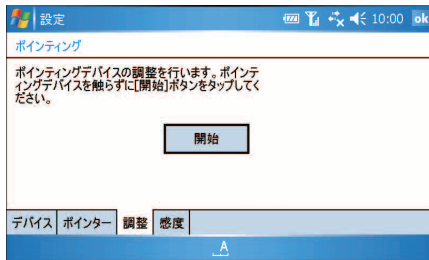 設定 10:00 ok
ポインティング
ポインティングデバイスの調整を行います。ポインテ
ィングデバイスを触らずに[開始]ボタンをタップしてく
ださい。
開始
デバイス ポインター 調整 感度
A